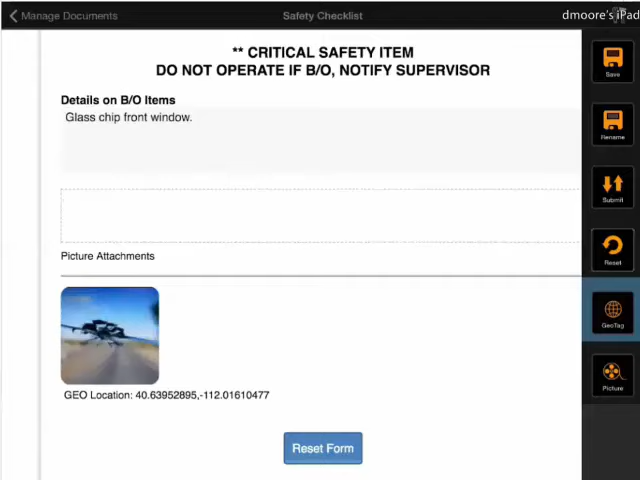 Manage Documents
Safety Checklist
dmoore's iPad
** CRITICAL SAFETY ITEM
DO NOT OPERATE IF B/O, NOTIFY SUPERVISOR
Details on B/O Items
Glass chip front window.
Picture Attachments
GEO Location: 40.63952895,-112.01610477
Reset Form
Save
Rename
Submit
Reset
GeoTag
Picture